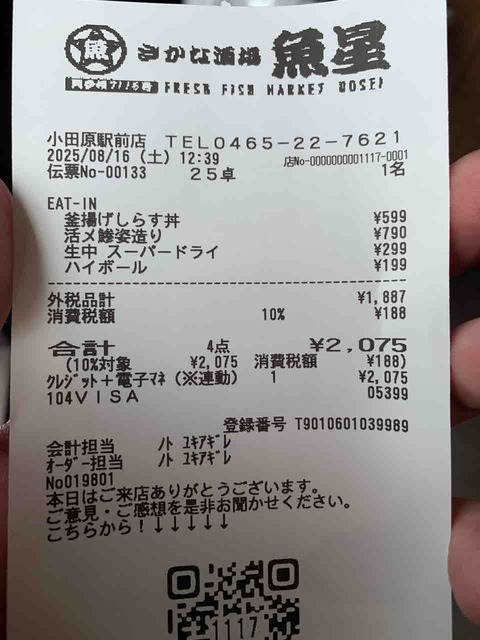 魚
さかな酒場 魚星
FRESH FISH MARKET UOSEI
小田原駅前店 TEL0465-22-7621
2025/08/16 (土) 12:39 店No-0000000001117-0001
伝票No-00133 25卓 1名
EAT-IN
釜揚げしらす丼 ¥599
活〆鯵姿造り ¥790
生中 スーパードライ ¥299
ハイボール ¥199
外税品計 ¥1,887
消費税額 10% ¥188
合計 4点 ¥2,075
(10%対象 ¥2,075 消費税額 ¥188)
クレジット+電子マネ (※連動) 1 ¥2,075
104VISA 05399
登録番号 T9010601039989
会計担当 ノト ユキアギレ
オーダー担当 ノト ユキアギレ
No019801
本日はご来店ありがとうございます。
ご意見・ご感想を是非お聞かせください。
こちらから!↓↓↓↓↓
1117